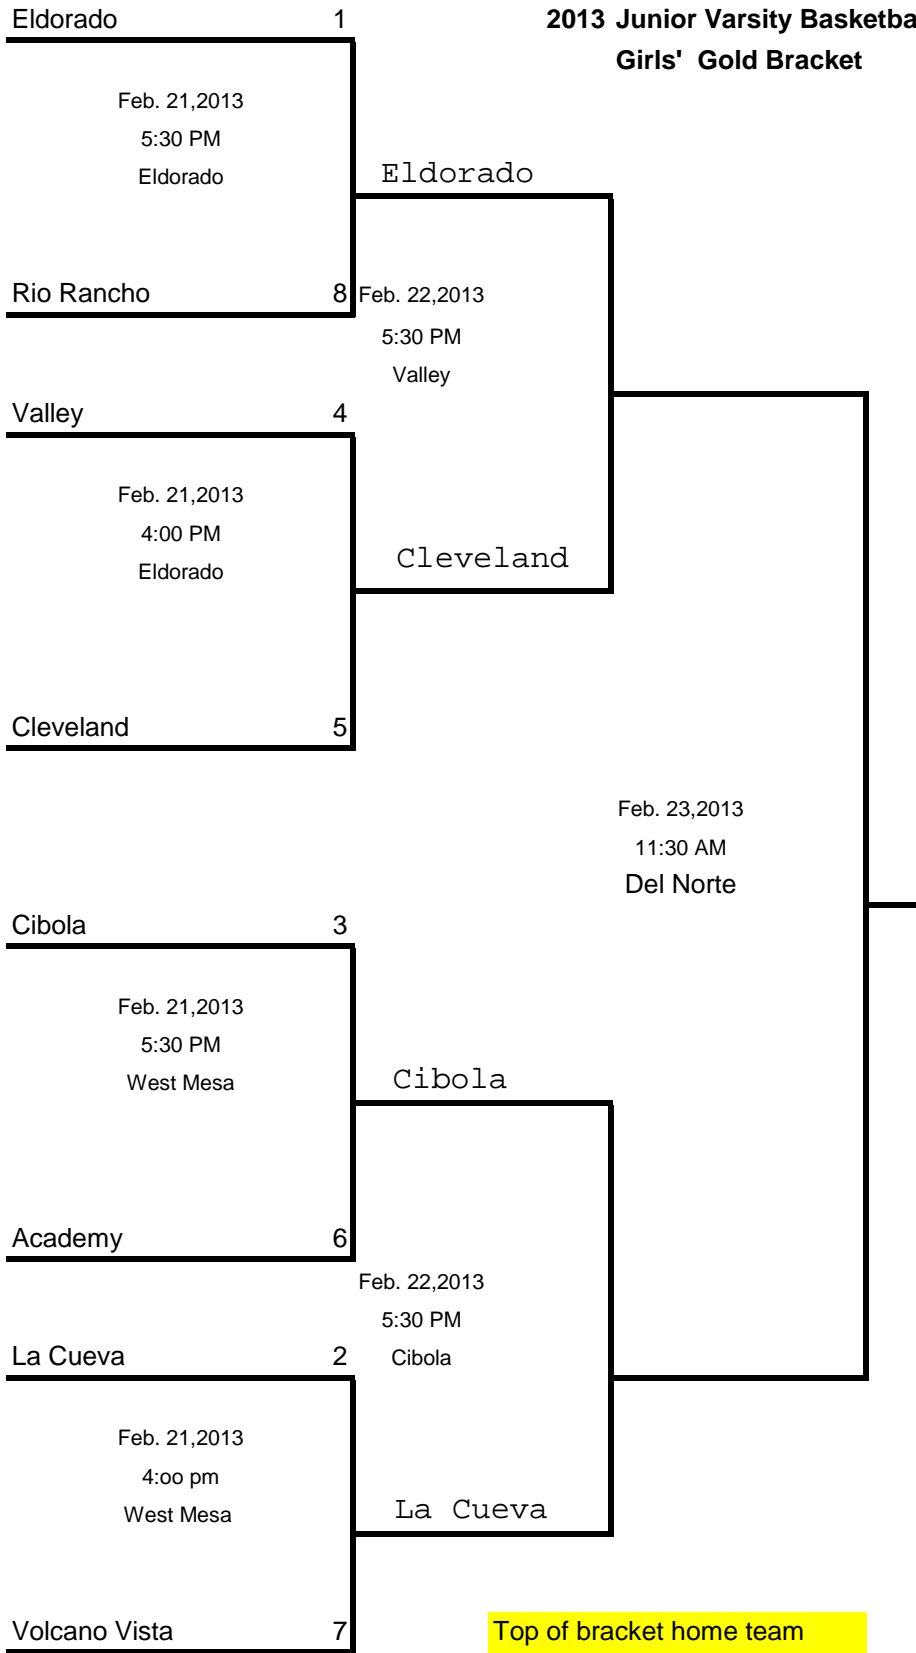 Eldorado 1
2013 Junior Varsity Basketba
Girls' Gold Bracket
Feb. 21,2013
5:30 PM
Eldorado
Eldorado
Rio Rancho 8
Feb. 22,2013
5:30 PM
Valley
Valley 4
Feb. 21,2013
4:00 PM
Eldorado
Cleveland
Cleveland 5
Feb. 23,2013
11:30 AM
Del Norte
Cibola 3
Feb. 21,2013
5:30 PM
West Mesa
Cibola
Academy 6
Feb. 22,2013
5:30 PM
Cibola
La Cueva 2
Feb. 21,2013
4:oo pm
West Mesa
La Cueva
Volcano Vista 7
Top of bracket home team